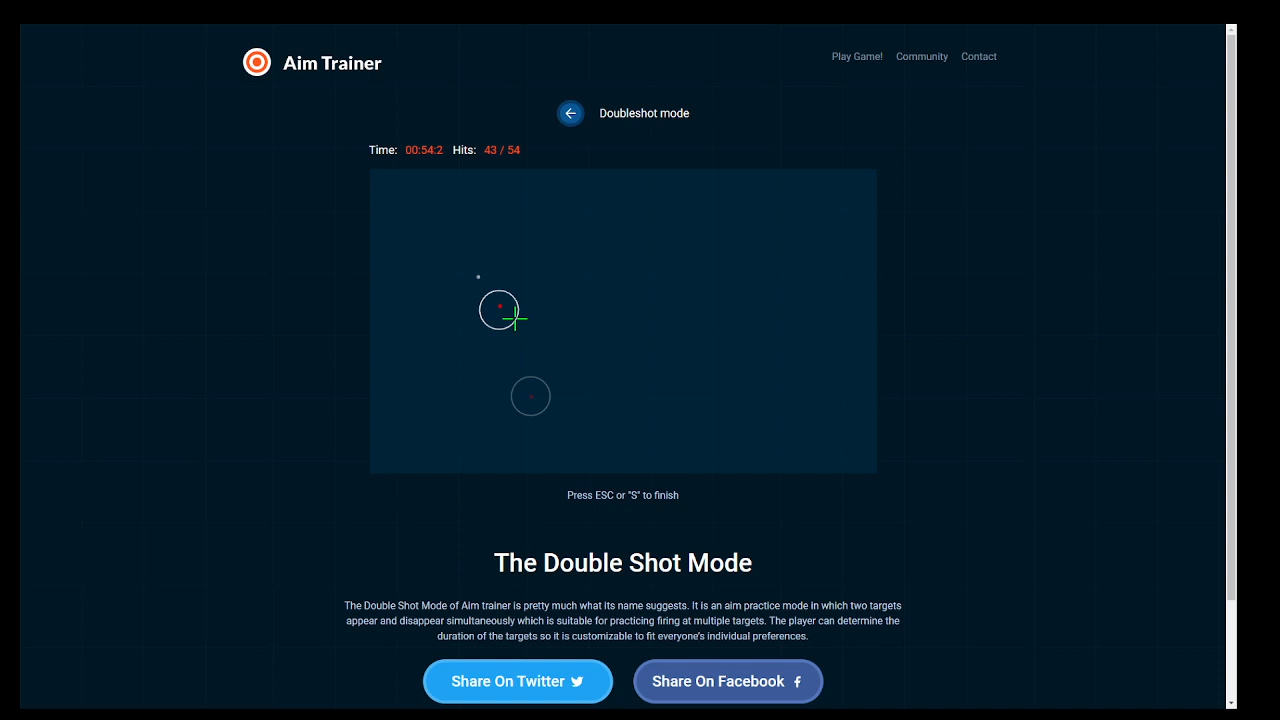 Aim Trainer
Play Game! Community Contact
Doubleshot mode
Time: 00:54:2 Hits: 43 / 54
Press ESC or "S" to finish
The Double Shot Mode
The Double Shot Mode of Aim trainer is pretty much what its name suggests. It is an aim practice mode in which two targets
appear and disappear simultaneously which is suitable for practicing firing at multiple targets. The player can determine the
duration of the targets so it is customizable to fit everyone's individual preferences.
Share On Twitter
Share On Facebook